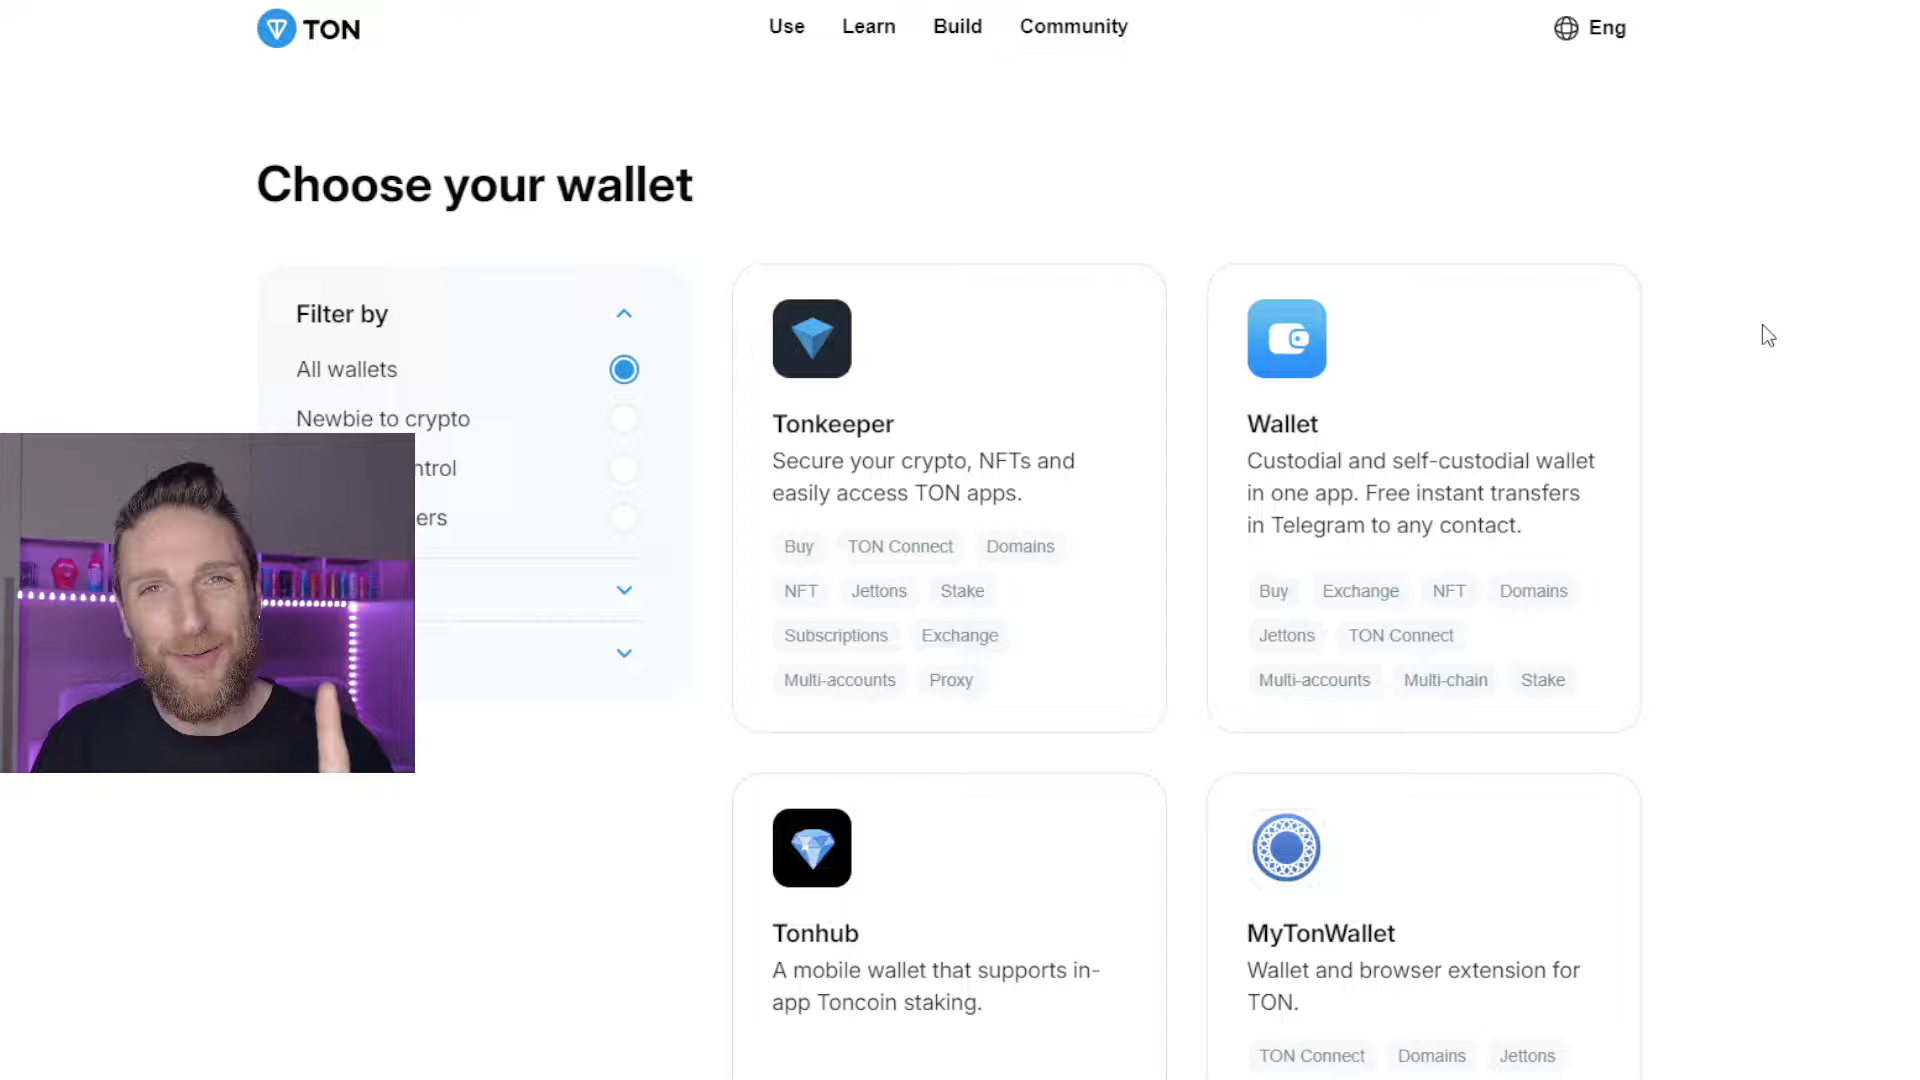 TON
Use
Learn
Build
Community
Eng
Choose your wallet
Filter by
All wallets
Newbie to crypto
ntrol
ers
Tonkeeper
Secure your crypto, NFTs and
easily access TON apps.
Buy
TON Connect
Domains
NFT
Jettons
Stake
Subscriptions
Exchange
Multi-accounts
Proxy
Wallet
Custodial and self-custodial wallet
in one app. Free instant transfers
in Telegram to any contact.
Buy
Exchange
NFT
Domains
Jettons
TON Connect
Multi-accounts
Multi-chain
Stake
Tonhub
A mobile wallet that supports in-
app Toncoin staking.
MyTonWallet
Wallet and browser extension for
TON.
TON Connect
Domains
Jettons